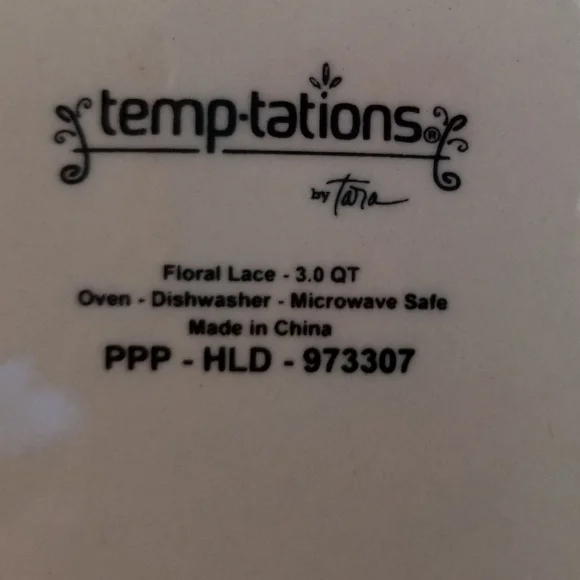 temp-tations®
by Tara
Floral Lace - 3.0 QT
Oven - Dishwasher - Microwave Safe
Made in China
PPP - HLD - 973307